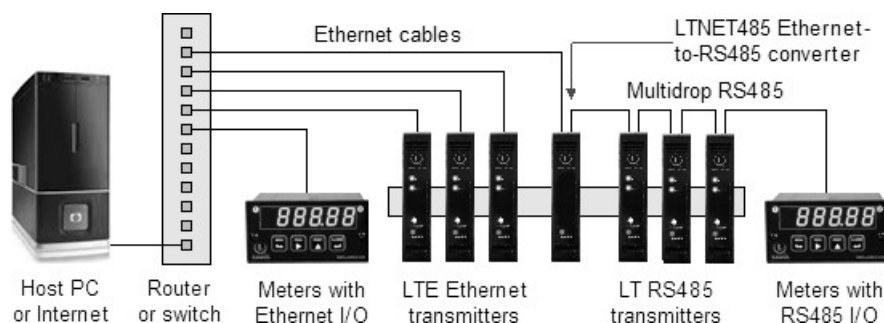 Ethernet cables
LTNET485 Ethernet-
to-RS485 converter
Multidrop RS485
888.88
888.88
Host PC
or Internet
Router
or switch
Meters with
Ethernet I/O
LTE Ethernet
transmitters
LT RS485
transmitters
Meters with
RS485 I/O